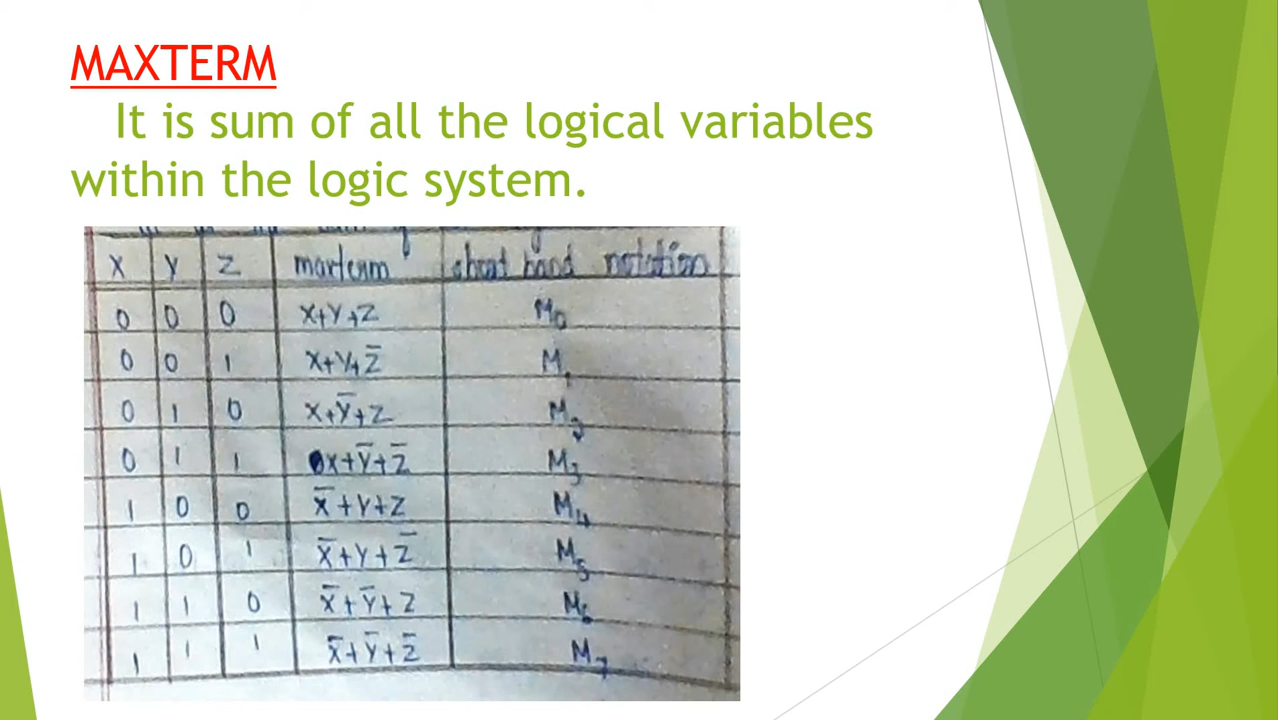 MAXTERM
It is sum of all the logical variables
within the logic system.
X Y Z maxterm short hand notation
0 0 0 X+Y+Z M0
0 0 1 X+Y+Z̅ M1
0 1 0 X+Y̅+Z M2
0 1 1 X+Y̅+Z̅ M3
1 0 0 X̅+Y+Z M4
1 0 1 X̅+Y+Z̅ M5
1 1 0 X̅+Y̅+Z M6
1 1 1 X̅+Y̅+Z̅ M7